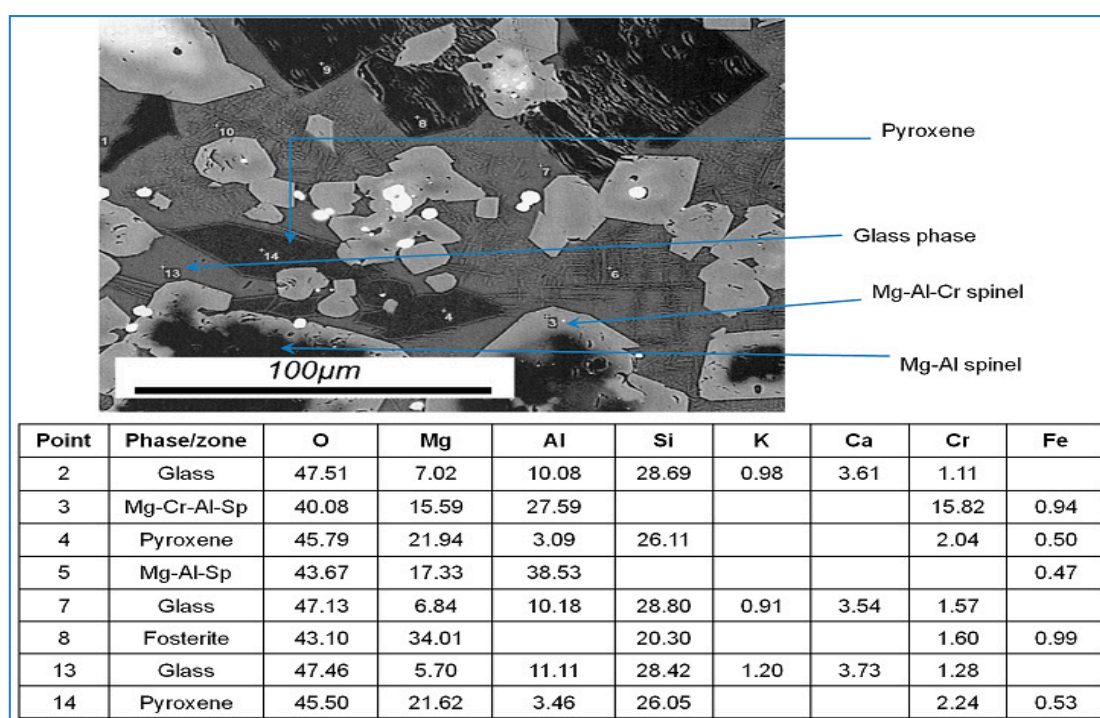 9
8
1
10
7
Pyroxene
14
13
6
Glass phase
4
3
Mg-Al-Cr spinel
Mg-Al spinel
100µm
Point Phase/zone O Mg Al Si K Ca Cr Fe
2 Glass 47.51 7.02 10.08 28.69 0.98 3.61 1.11
3 Mg-Cr-Al-Sp 40.08 15.59 27.59 15.82 0.94
4 Pyroxene 45.79 21.94 3.09 26.11 2.04 0.50
5 Mg-Al-Sp 43.67 17.33 38.53 0.47
7 Glass 47.13 6.84 10.18 28.80 0.91 3.54 1.57
8 Fosterite 43.10 34.01 20.30 1.60 0.99
13 Glass 47.46 5.70 11.11 28.42 1.20 3.73 1.28
14 Pyroxene 45.50 21.62 3.46 26.05 2.24 0.53